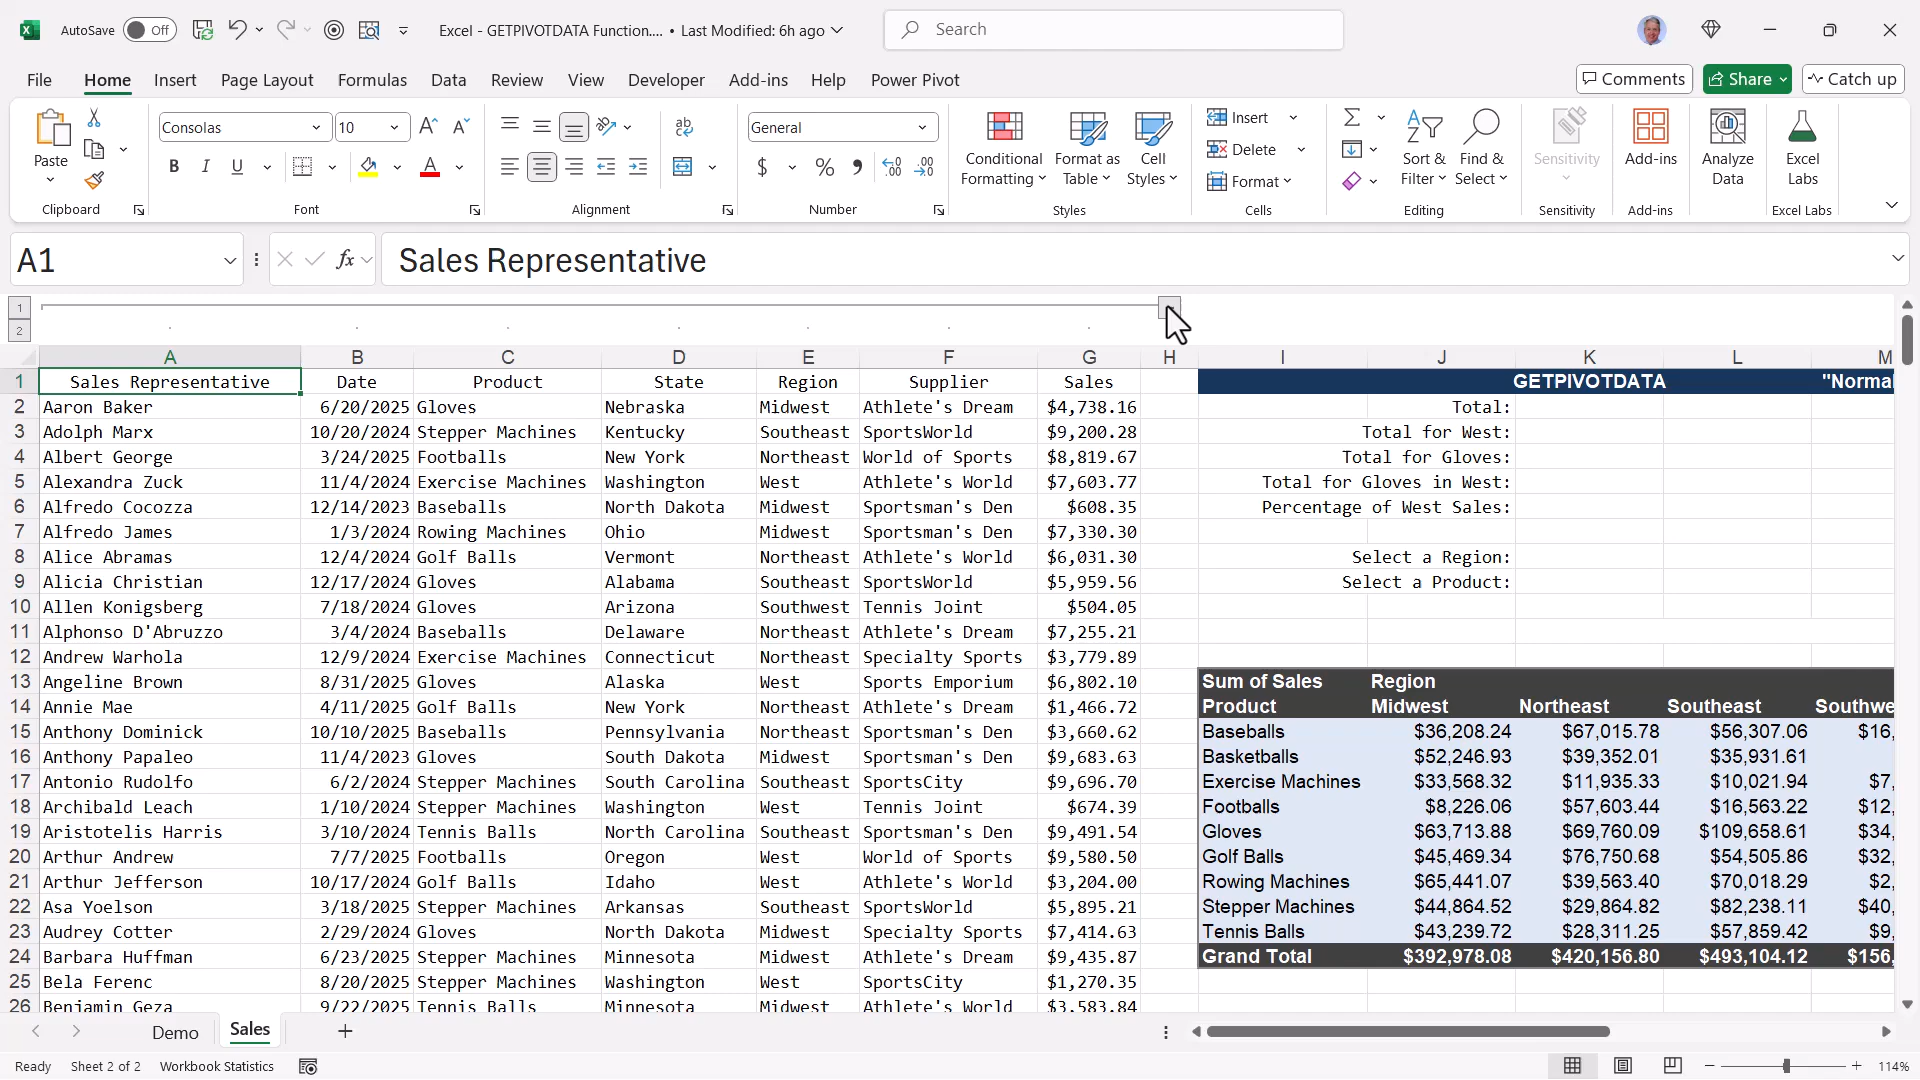 AutoSave Off Excel - GETPIVOTDATA Function.... • Last Modified: 6h ago Search
File Home Insert Page Layout Formulas Data Review View Developer Add-ins Help Power Pivot Comments Share Catch up
Paste Consolas 10 General Conditional Formatting Format as Table Cell Styles Insert Delete Format Sort & Filter Find & Select Sensitivity Add-ins Analyze Data Excel Labs
Clipboard Font Alignment Number Styles Cells Editing Sensitivity Add-ins Excel Labs
A1 fx Sales Representative
1
2
A B C D E F G H I J K L M
1 Sales Representative Date Product State Region Supplier Sales GETPIVOTDATA "Normal
2 Aaron Baker 6/20/2025 Gloves Nebraska Midwest Athlete's Dream $4,738.16 Total:
3 Adolph Marx 10/20/2024 Stepper Machines Kentucky Southeast SportsWorld $9,200.28 Total for West:
4 Albert George 3/24/2025 Footballs New York Northeast World of Sports $8,819.67 Total for Gloves:
5 Alexandra Zuck 11/4/2024 Exercise Machines Washington West Athlete's World $7,603.77 Total for Gloves in West:
6 Alfredo Cocozza 12/14/2023 Baseballs North Dakota Midwest Sportsman's Den $608.35 Percentage of West Sales:
7 Alfredo James 1/3/2024 Rowing Machines Ohio Midwest Sportsman's Den $7,330.30
8 Alice Abramas 12/4/2024 Golf Balls Vermont Northeast Athlete's World $6,031.30 Select a Region:
9 Alicia Christian 12/17/2024 Gloves Alabama Southeast SportsWorld $5,959.56 Select a Product:
10 Allen Konigsberg 7/18/2024 Gloves Arizona Southwest Tennis Joint $504.05
11 Alphonso D'Abruzzo 3/4/2024 Baseballs Delaware Northeast Athlete's Dream $7,255.21
12 Andrew Warhola 12/9/2024 Exercise Machines Connecticut Northeast Specialty Sports $3,779.89
13 Angeline Brown 8/31/2025 Gloves Alaska West Sports Emporium $6,802.10 Sum of Sales Region
14 Annie Mae 4/11/2025 Golf Balls New York Northeast Athlete's Dream $1,466.72 Product Midwest Northeast Southeast Southwe
15 Anthony Dominick 10/10/2025 Baseballs Pennsylvania Northeast Sportsman's Den $3,660.62 Baseballs $36,208.24 $67,015.78 $56,307.06 $16,
16 Anthony Papaleo 11/4/2023 Gloves South Dakota Midwest Sportsman's Den $9,683.63 Basketballs $52,246.93 $39,352.01 $35,931.61
17 Antonio Rudolfo 6/2/2024 Stepper Machines South Carolina Southeast SportsCity $9,696.70 Exercise Machines $33,568.32 $11,935.33 $10,021.94 $7,
18 Archibald Leach 1/10/2024 Stepper Machines Washington West Tennis Joint $674.39 Footballs $8,226.06 $57,603.44 $16,563.22 $12,
19 Aristotelis Harris 3/10/2024 Tennis Balls North Carolina Southeast Sportsman's Den $9,491.54 Gloves $63,713.88 $69,760.09 $109,658.61 $34,
20 Arthur Andrew 7/7/2025 Footballs Oregon West World of Sports $9,580.50 Golf Balls $45,469.34 $76,750.68 $54,505.86 $32,
21 Arthur Jefferson 10/17/2024 Golf Balls Idaho West Athlete's World $3,204.00 Rowing Machines $65,441.07 $39,563.40 $70,018.29 $2,
22 Asa Yoelson 3/18/2025 Stepper Machines Arkansas Southeast SportsWorld $5,895.21 Stepper Machines $44,864.52 $29,864.82 $82,238.11 $40,
23 Audrey Cotter 2/29/2024 Gloves North Dakota Midwest Specialty Sports $7,414.63 Tennis Balls $43,239.72 $28,311.25 $57,859.42 $9,
24 Barbara Huffman 6/23/2025 Stepper Machines Minnesota Midwest Athlete's Dream $9,435.87 Grand Total $392,978.08 $420,156.80 $493,104.12 $156,
25 Bela Ferenc 8/20/2025 Stepper Machines Washington West SportsCity $1,270.35
26 Benjamin Geza 9/22/2025 Tennis Balls Minnesota Midwest Athlete's World $3,583.84
Demo Sales
Ready Sheet 2 of 2 Workbook Statistics 114%